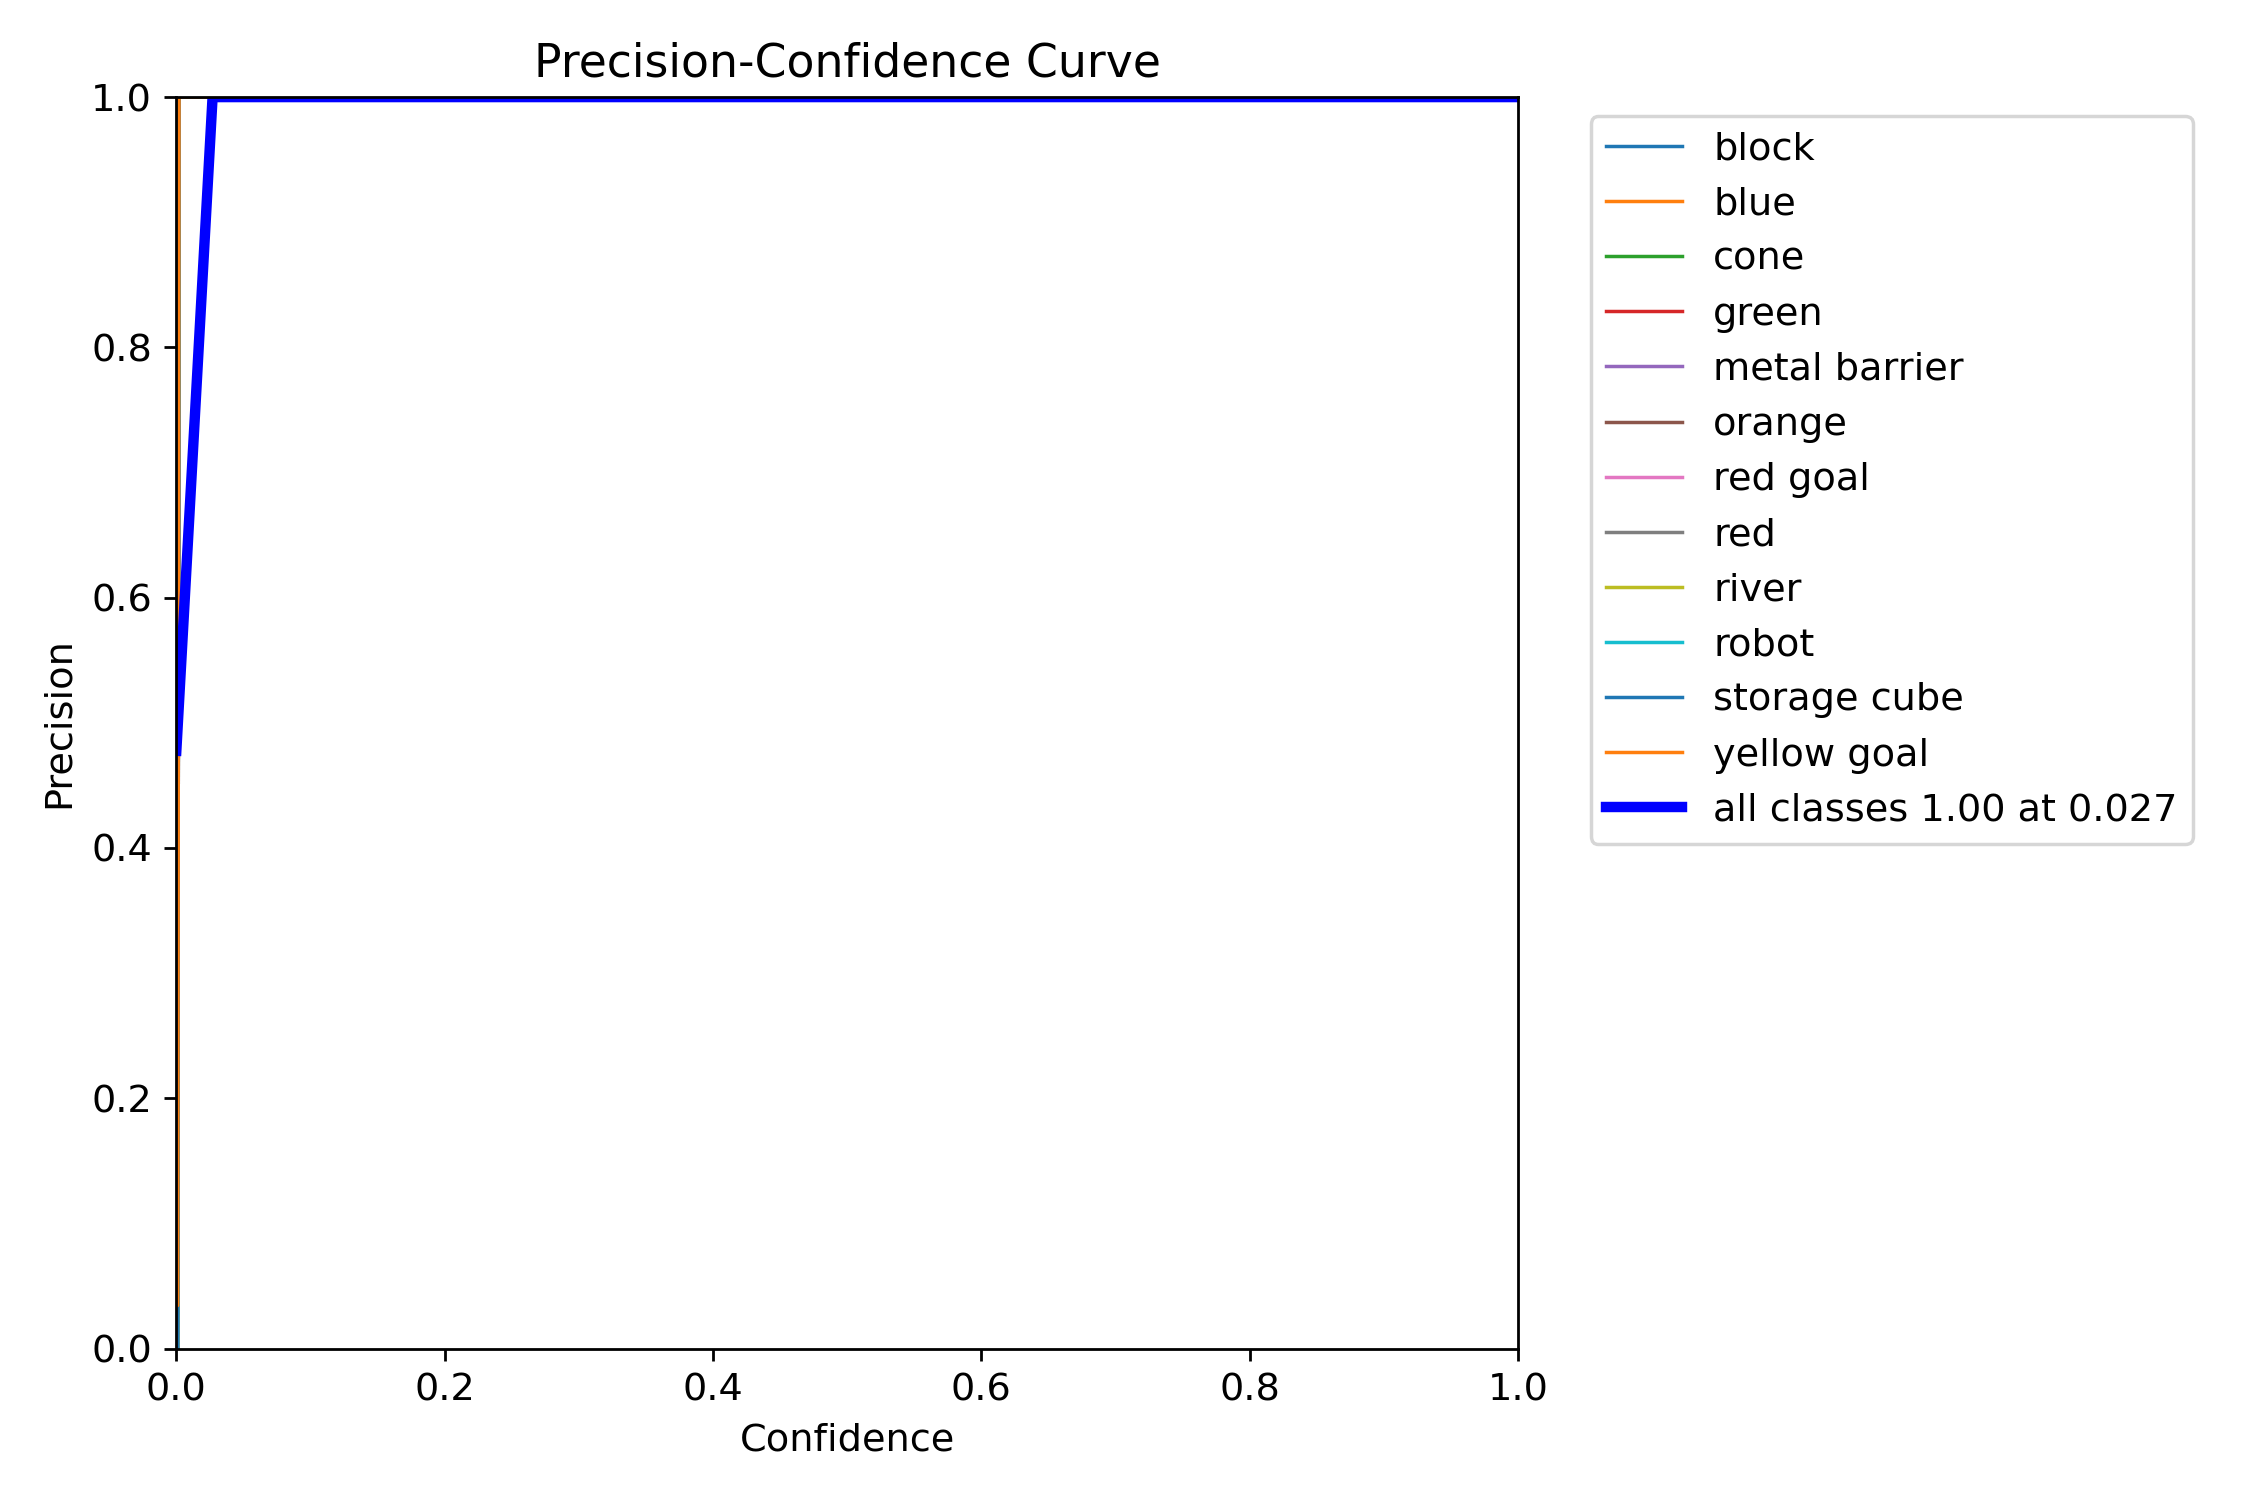 Precision-Confidence Curve
1.0
0.8
0.6
0.4
0.2
0.0
Precision
0.0 0.2 0.4 0.6 0.8 1.0
Confidence
block
blue
cone
green
metal barrier
orange
red goal
red
river
robot
storage cube
yellow goal
all classes 1.00 at 0.027